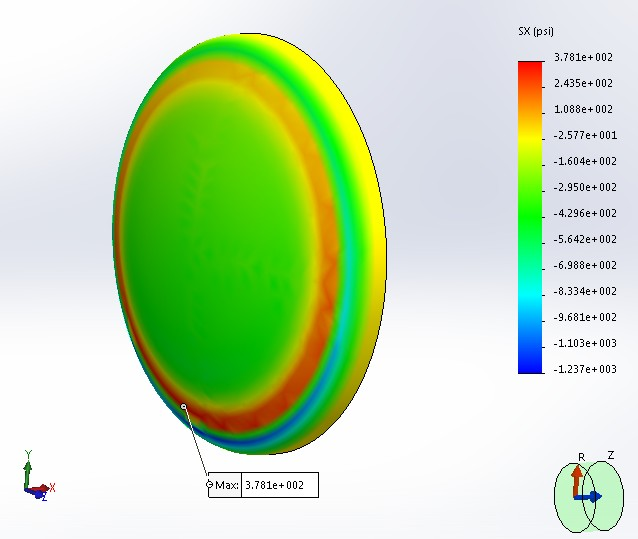 SX (psi)
3.781e+002
2.435e+002
1.088e+002
-2.577e+001
-1.604e+002
-2.950e+002
-4.296e+002
-5.642e+002
-6.988e+002
-8.334e+002
-9.681e+002
-1.103e+003
-1.237e+003
Max: 3.781e+002
Y
X
Z
R
Z